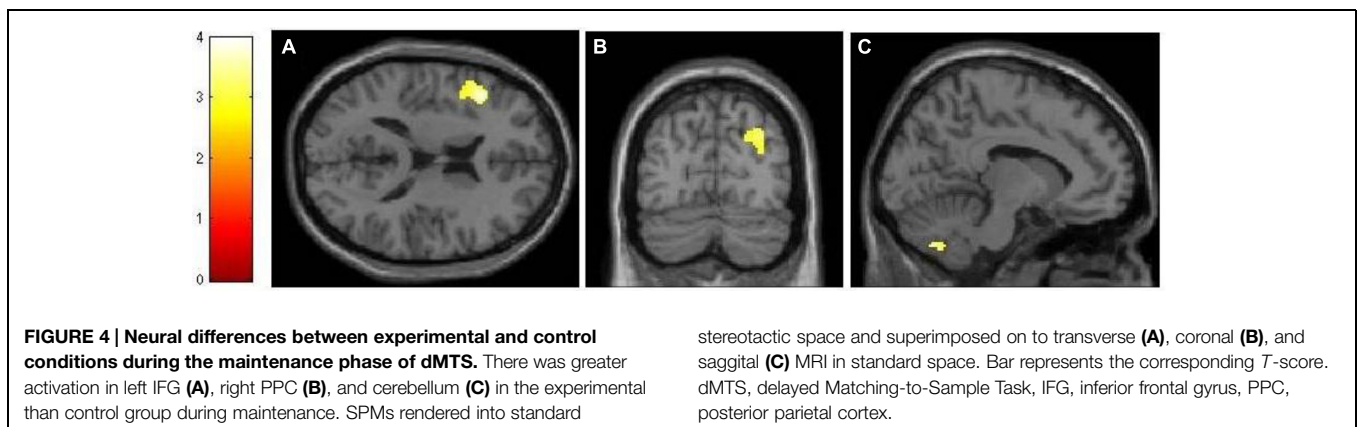 4
3
2
1
0
A
B
C
FIGURE 4 | Neural differences between experimental and control
conditions during the maintenance phase of dMTS. There was greater
activation in left IFG (A), right PPC (B), and cerebellum (C) in the experimental
than control group during maintenance. SPMs rendered into standard
stereotactic space and superimposed on to transverse (A), coronal (B), and
saggital (C) MRI in standard space. Bar represents the corresponding T-score.
dMTS, delayed Matching-to-Sample Task, IFG, inferior frontal gyrus, PPC,
posterior parietal cortex.